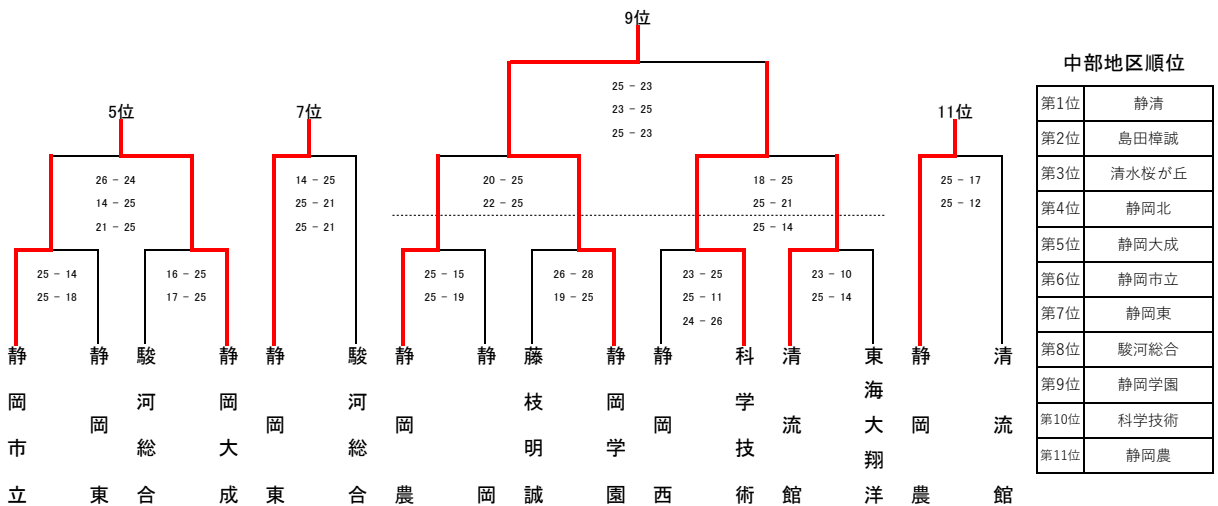 9位
5位
7位
11位
25 - 23
23 - 25
25 - 23
26 - 24
14 - 25
21 - 25
14 - 25
25 - 21
25 - 21
20 - 25
22 - 25
18 - 25
25 - 21
25 - 14
25 - 17
25 - 12
25 - 14
25 - 18
16 - 25
17 - 25
25 - 15
25 - 19
26 - 28
19 - 25
23 - 25
25 - 11
24 - 26
23 - 10
25 - 14
静岡市立
静岡東
駿河総合
静岡大成
静岡東
駿河総合
静岡農
静岡
藤枝明誠
静岡学園
静岡西
科学技術
清流館
東海大翔洋
静岡農
清流館
中部地区順位
第1位 静清
第2位 島田樟誠
第3位 清水桜が丘
第4位 静岡北
第5位 静岡大成
第6位 静岡市立
第7位 静岡東
第8位 駿河総合
第9位 静岡学園
第10位 科学技術
第11位 静岡農